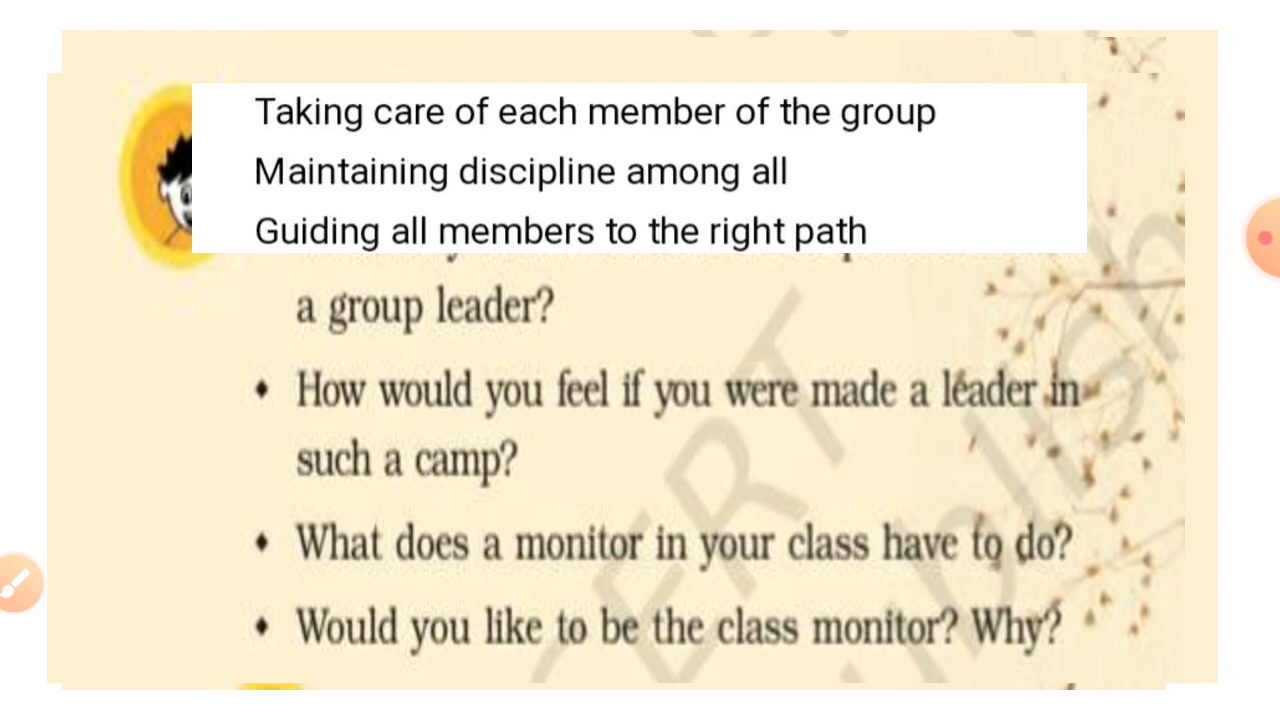 Taking care of each member of the group
Maintaining discipline among all
Guiding all members to the right path
a group leader?
• How would you feel if you were made a leader in
such a camp?
• What does a monitor in your class have to do?
• Would you like to be the class monitor? Why?